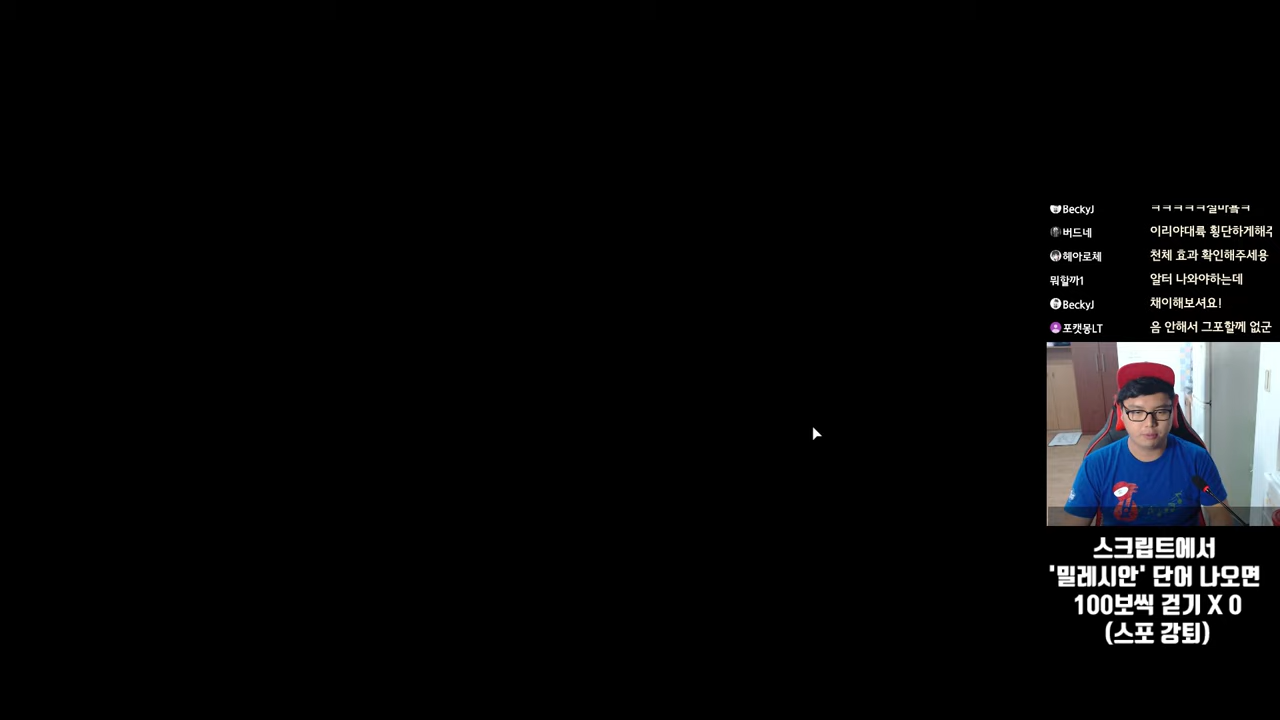 BeckyJ
버드네 이리야대륙 횡단하게해주
헤아로체 천체 효과 확인해주세용
뭐할까1 알터 나와야하는데
BeckyJ 채이해보셔요!
포캣몽LT 음 안해서 그포할께 없군
스크립트에서
'밀레시안' 단어 나오면
100보씩 걷기 X 0
(스포 강퇴)